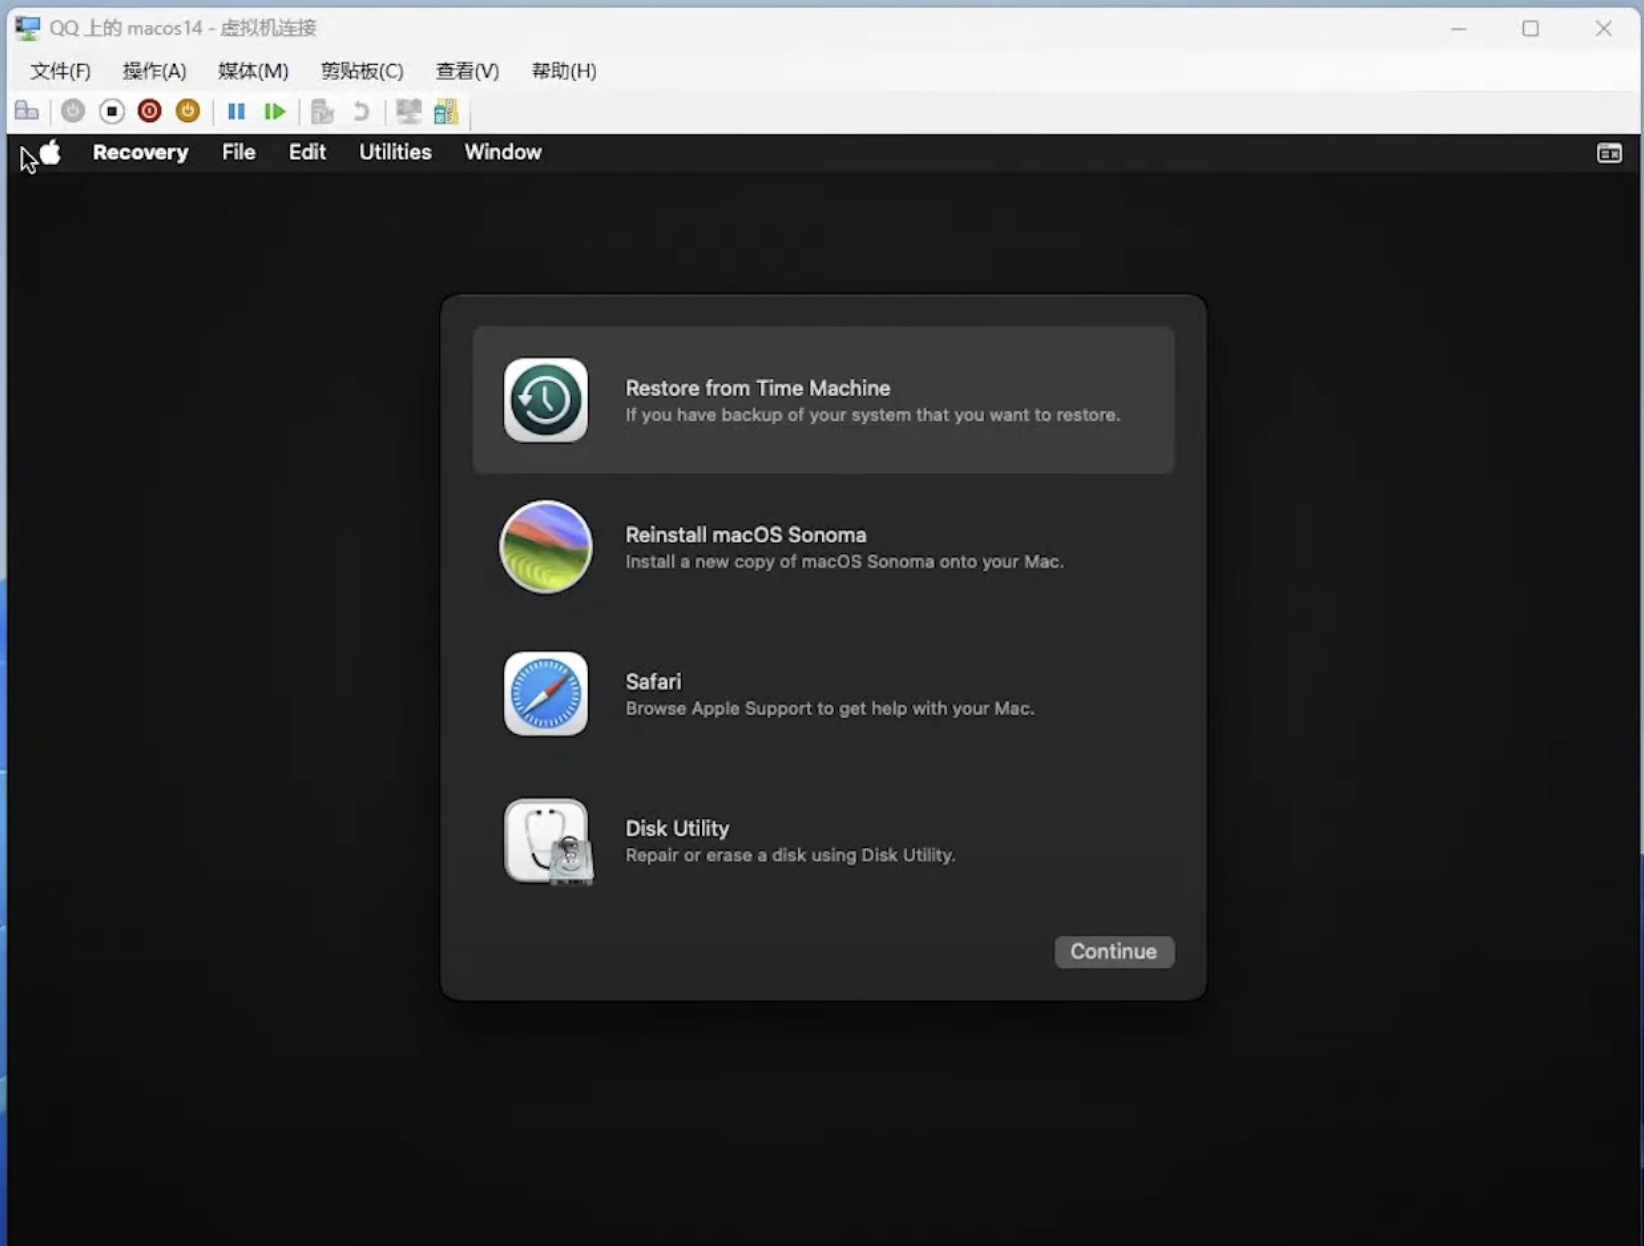 QQ 上的 macos14 - 虚拟机连接
文件(F) 操作(A) 媒体(M) 剪贴板(C) 查看(V) 帮助(H)
Recovery File Edit Utilities Window
Restore from Time Machine
If you have backup of your system that you want to restore.
Reinstall macOS Sonoma
Install a new copy of macOS Sonoma onto your Mac.
Safari
Browse Apple Support to get help with your Mac.
Disk Utility
Repair or erase a disk using Disk Utility.
Continue